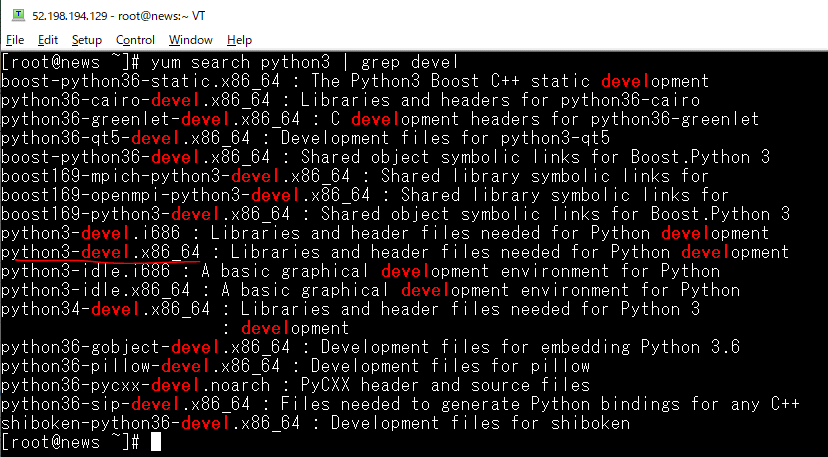 52.198.194.129 - root@news:~ VT
File Edit Setup Control Window Help
[root@news ~]# yum search python3 | grep devel
boost-python36-static.x86_64 : The Python3 Boost C++ static development
python36-cairo-devel.x86_64 : Libraries and headers for python36-cairo
python36-greenlet-devel.x86_64 : C development headers for python36-greenlet
python36-qt5-devel.x86_64 : Development files for python3-qt5
boost-python36-devel.x86_64 : Shared object symbolic links for Boost.Python 3
boost169-mpich-python3-devel.x86_64 : Shared library symbolic links for
boost169-openmpi-python3-devel.x86_64 : Shared library symbolic links for
boost169-python3-devel.x86_64 : Shared object symbolic links for Boost.Python 3
python3-devel.i686 : Libraries and header files needed for Python development
python3-devel.x86_64 : Libraries and header files needed for Python development
python3-idle.i686 : A basic graphical development environment for Python
python3-idle.x86_64 : A basic graphical development environment for Python
python34-devel.x86_64 : Libraries and header files needed for Python 3
: development
python36-gobject-devel.x86_64 : Development files for embedding Python 3.6
python36-pillow-devel.x86_64 : Development files for pillow
python36-pycxx-devel.noarch : PyCXX header and source files
python36-sip-devel.x86_64 : Files needed to generate Python bindings for any C++
shiboken-python36-devel.x86_64 : Development files for shiboken
[root@news ~]#